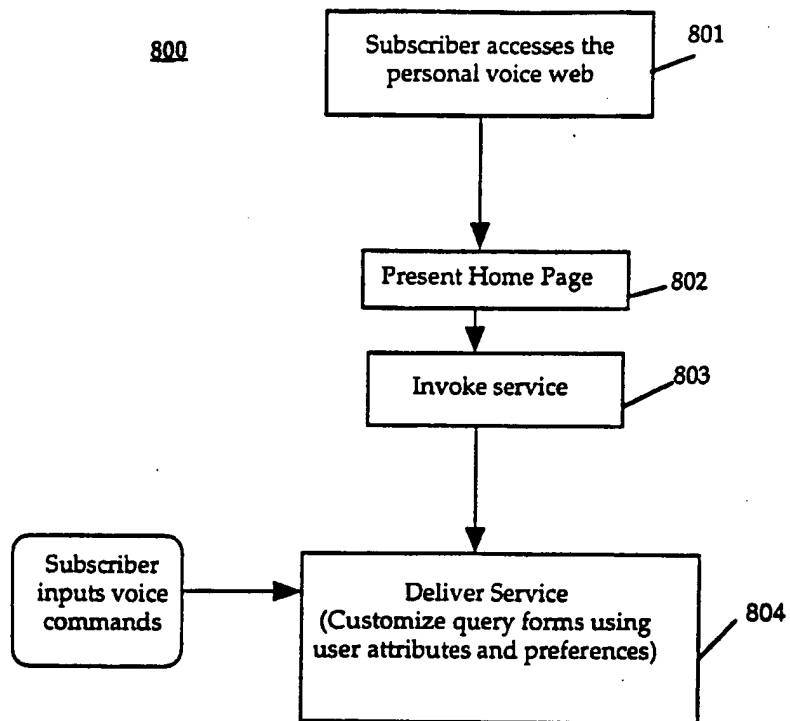 800
Subscriber accesses the
personal voice web
801
Present Home Page
802
Invoke service
803
Subscriber
inputs voice
commands
Deliver Service
(Customize query forms using
user attributes and preferences)
804